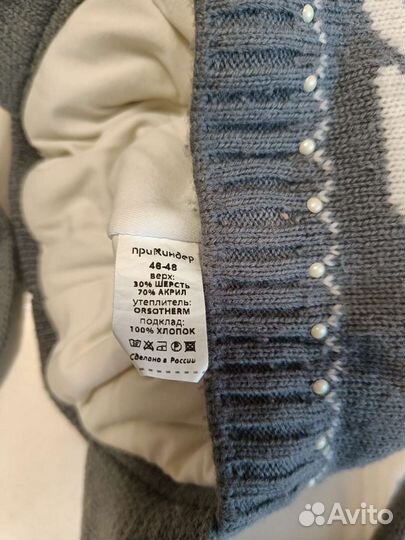 приКиндер
46-48
верх:
30% ШЕРСТЬ
70% АКРИЛ
утеплитель:
ORSOTHERM
подклад:
100% ХЛОПОК
Сделано в России
Avito